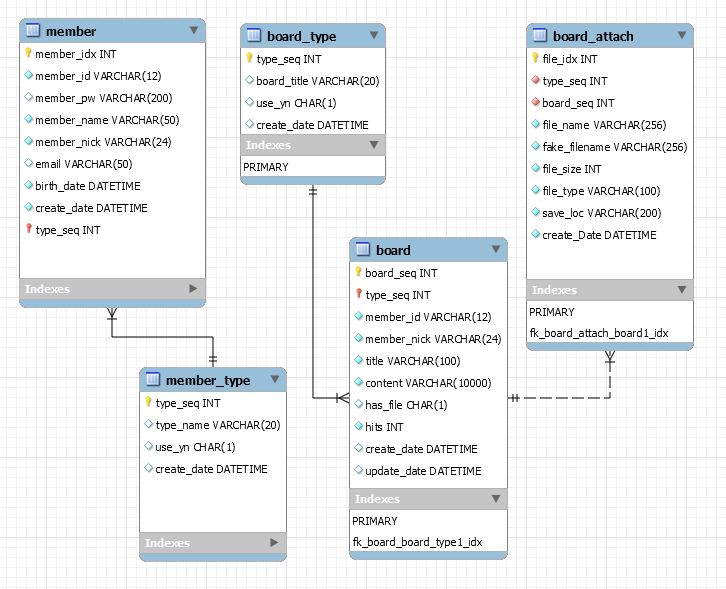 member
member_idx INT
member_id VARCHAR(12)
member_pw VARCHAR(200)
member_name VARCHAR(50)
member_nick VARCHAR(24)
email VARCHAR(50)
birth_date DATETIME
create_date DATETIME
type_seq INT
Indexes
board_type
type_seq INT
board_title VARCHAR(20)
use_yn CHAR(1)
create_date DATETIME
Indexes
PRIMARY
board_attach
file_idx INT
type_seq INT
board_seq INT
file_name VARCHAR(256)
fake_filename VARCHAR(256)
file_size INT
file_type VARCHAR(100)
save_loc VARCHAR(200)
create_Date DATETIME
Indexes
PRIMARY
fk_board_attach_board1_idx
board
board_seq INT
type_seq INT
member_id VARCHAR(12)
member_nick VARCHAR(24)
title VARCHAR(100)
content VARCHAR(10000)
has_file CHAR(1)
hits INT
create_date DATETIME
update_date DATETIME
Indexes
PRIMARY
fk_board_board_type1_idx
member_type
type_seq INT
type_name VARCHAR(20)
use_yn CHAR(1)
create_date DATETIME
Indexes